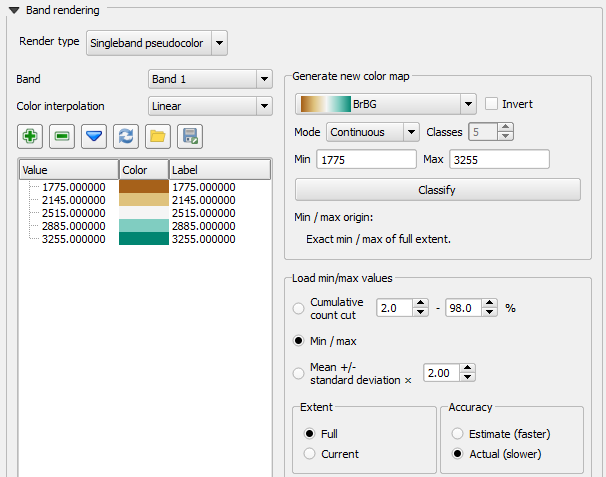 Band rendering
Render type Singleband pseudocolor
Band Band 1
Color interpolation Linear
Value Color Label
1775.000000 1775.000000
2145.000000 2145.000000
2515.000000 2515.000000
2885.000000 2885.000000
3255.000000 3255.000000
Generate new color map
BrBG Invert
Mode Continuous Classes 5
Min 1775 Max 3255
Classify
Min / max origin:
Exact min / max of full extent.
Load min/max values
Cumulative
count cut 2.0 - 98.0 %
Min / max
Mean +/-
standard deviation × 2.00
Extent
Full
Current
Accuracy
Estimate (faster)
Actual (slower)